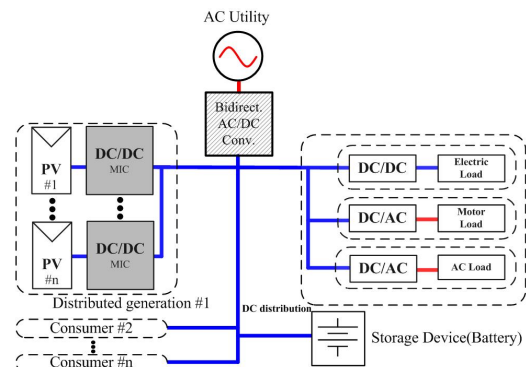 AC Utility
Bidirect.
AC/DC
Conv.
PV
#1
DC/DC
MIC
PV
#n
DC/DC
MIC
Distributed generation #1
DC/DC
Electric
Load
DC/AC
Motor
Load
DC/AC
AC Load
Consumer #2
Consumer #n
DC distribution
Storage Device(Battery)